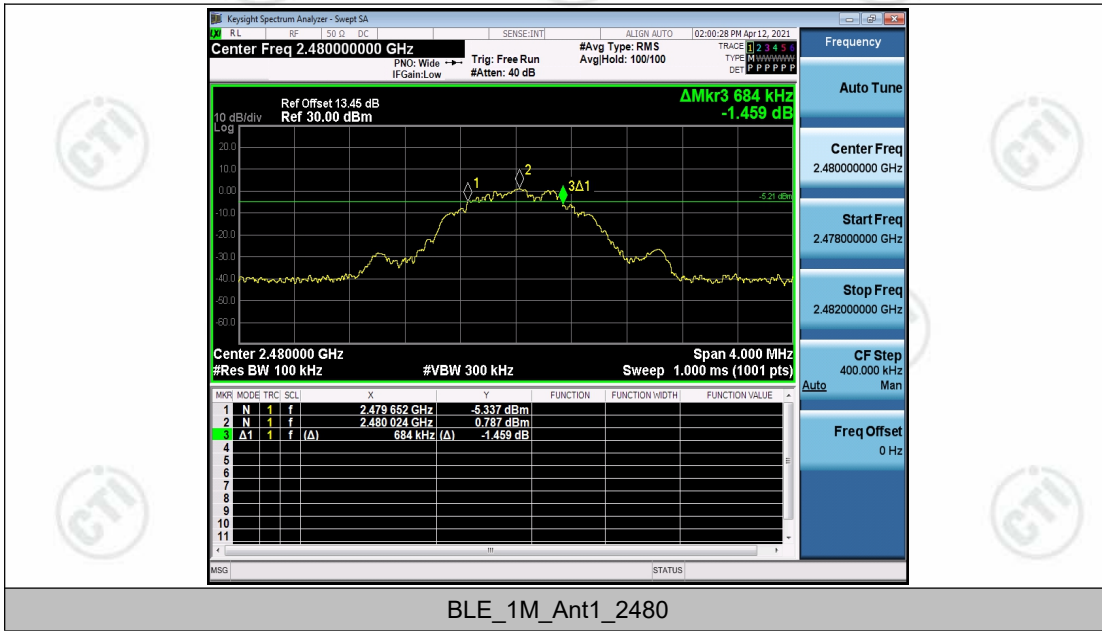 Keysight Spectrum Analyzer - Swept SA
RL RF 50 Ω DC SENSE:INT ALIGN AUTO 02:00:28 PM Apr 12, 2021
Center Freq 2.480000000 GHz
PNO: Wide
IFGain:Low
Trig: Free Run
#Atten: 40 dB
#Avg Type: RMS
Avg|Hold: 100/100
TRACE 1 2 3 4 5 6
TYPE M WWWWW
DET P P P P P P
Frequency
Auto Tune
Center Freq
2.480000000 GHz
Start Freq
2.478000000 GHz
Stop Freq
2.482000000 GHz
CF Step
400.000 kHz
Auto Man
Freq Offset
0 Hz
ΔMkr3 684 kHz
-1.459 dB
Ref Offset 13.45 dB
10 dB/div Ref 30.00 dBm
Log
20.0
10.0
0.00
-10.0
-20.0
-30.0
-40.0
-50.0
-60.0
1
2
3Δ1
-5.21 dBm
Center 2.480000 GHz Span 4.000 MHz
#Res BW 100 kHz #VBW 300 kHz Sweep 1.000 ms (1001 pts)
MKR MODE TRC SCL X Y FUNCTION FUNCTION WIDTH FUNCTION VALUE
1 N 1 f 2.479 652 GHz -5.337 dBm
2 N 1 f 2.480 024 GHz 0.787 dBm
3 Δ1 1 f (Δ) 684 kHz (Δ) -1.459 dB
4
5
6
7
8
9
10
11
MSG STATUS
BLE_1M_Ant1_2480
CTI
CTI
CTI
CTI